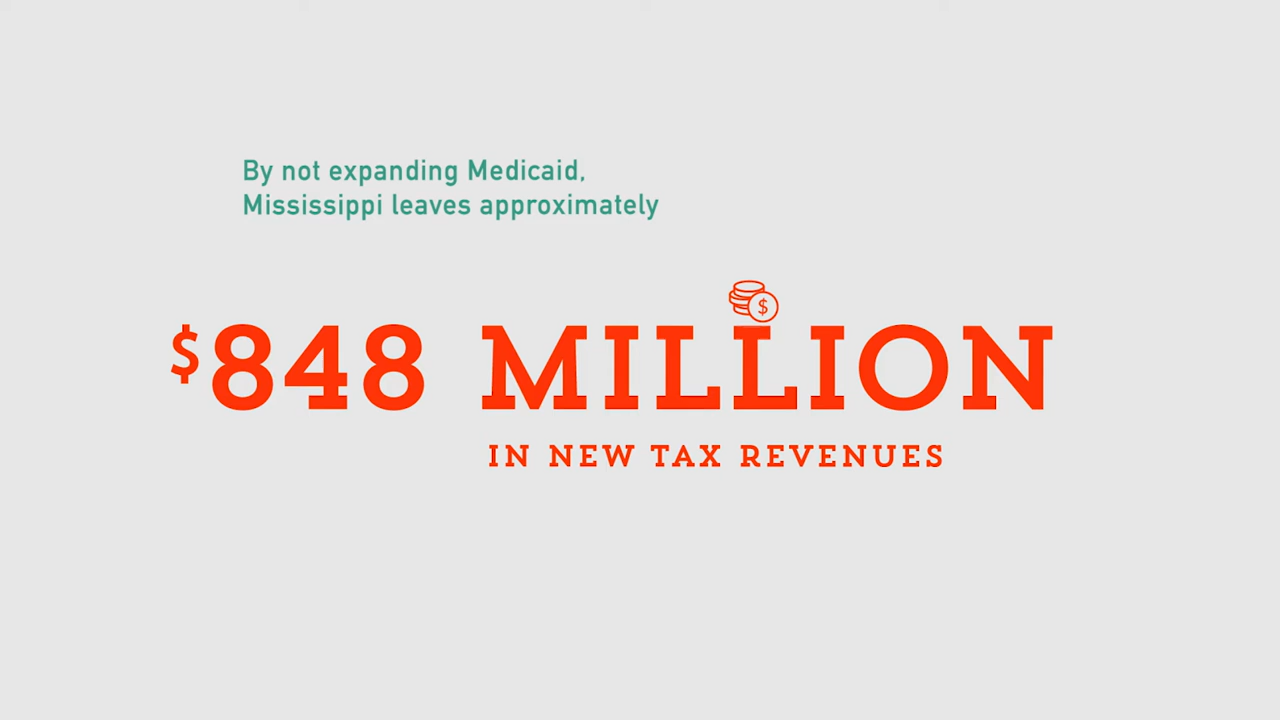 By not expanding Medicaid,
Mississippi leaves approximately
$848 MILLION
IN NEW TAX REVENUES